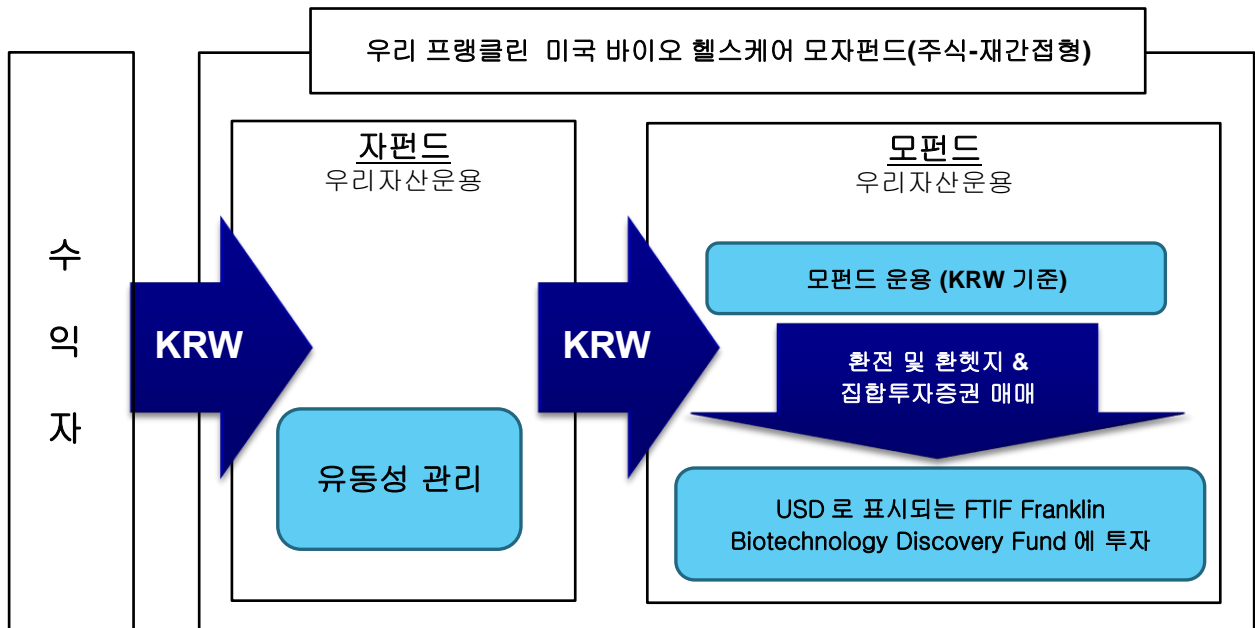 우리 프랭클린 미국 바이오 헬스케어 모자펀드(주식-재간접형)
수
익
자
KRW
자펀드
우리자산운용
유동성 관리
KRW
모펀드
우리자산운용
모펀드 운용 (KRW 기준)
환전 및 환헷지 &
집합투자증권 매매
USD 로 표시되는 FTIF Franklin
Biotechnology Discovery Fund 에 투자